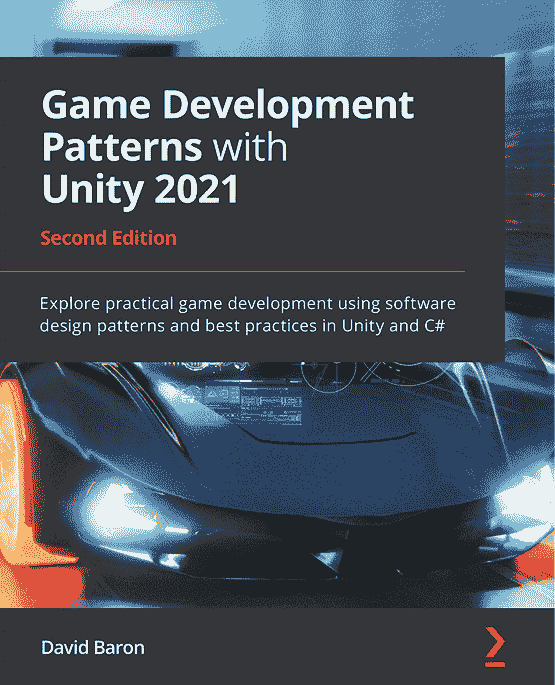 Game Development
Patterns with
Unity 2021
Second Edition
Explore practical game development using software
design patterns and best practices in Unity and C#
David Baron